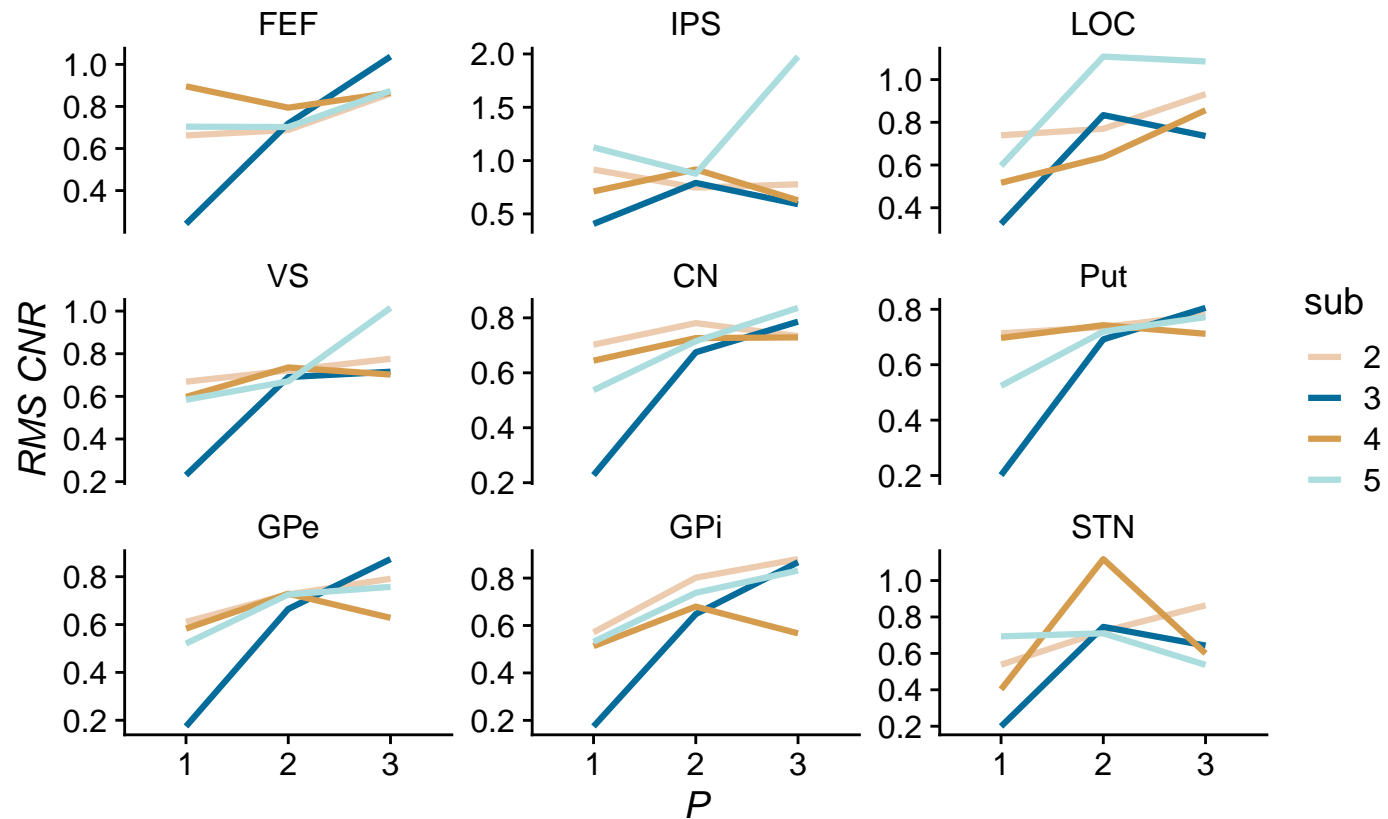 FEF IPS LOC
1.0 0.8 0.6 0.4
2.0 1.5 1.0 0.5
1.0 0.8 0.6 0.4
VS CN Put
1.0 0.8 0.6 0.4 0.2
0.8 0.6 0.4 0.2
0.8 0.6 0.4 0.2
GPe GPi STN
0.8 0.6 0.4 0.2
0.8 0.6 0.4 0.2
1.0 0.8 0.6 0.4 0.2
1 2 3 1 2 3 1 2 3
P
RMS CNR
sub
2
3
4
5